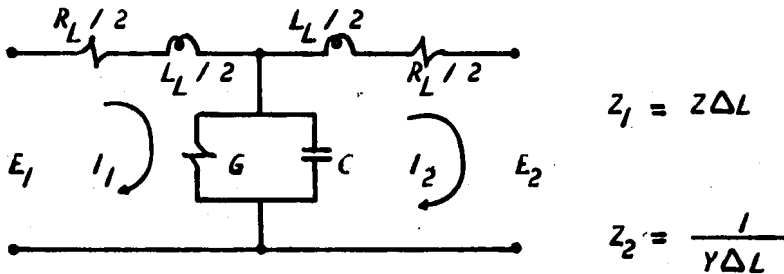 R_L/2
L_L/2
L_L/2
R_L/2
E_1
I_1
G
C
I_2
E_2
Z_1 = ZΔL
Z_2 = 1/YΔL